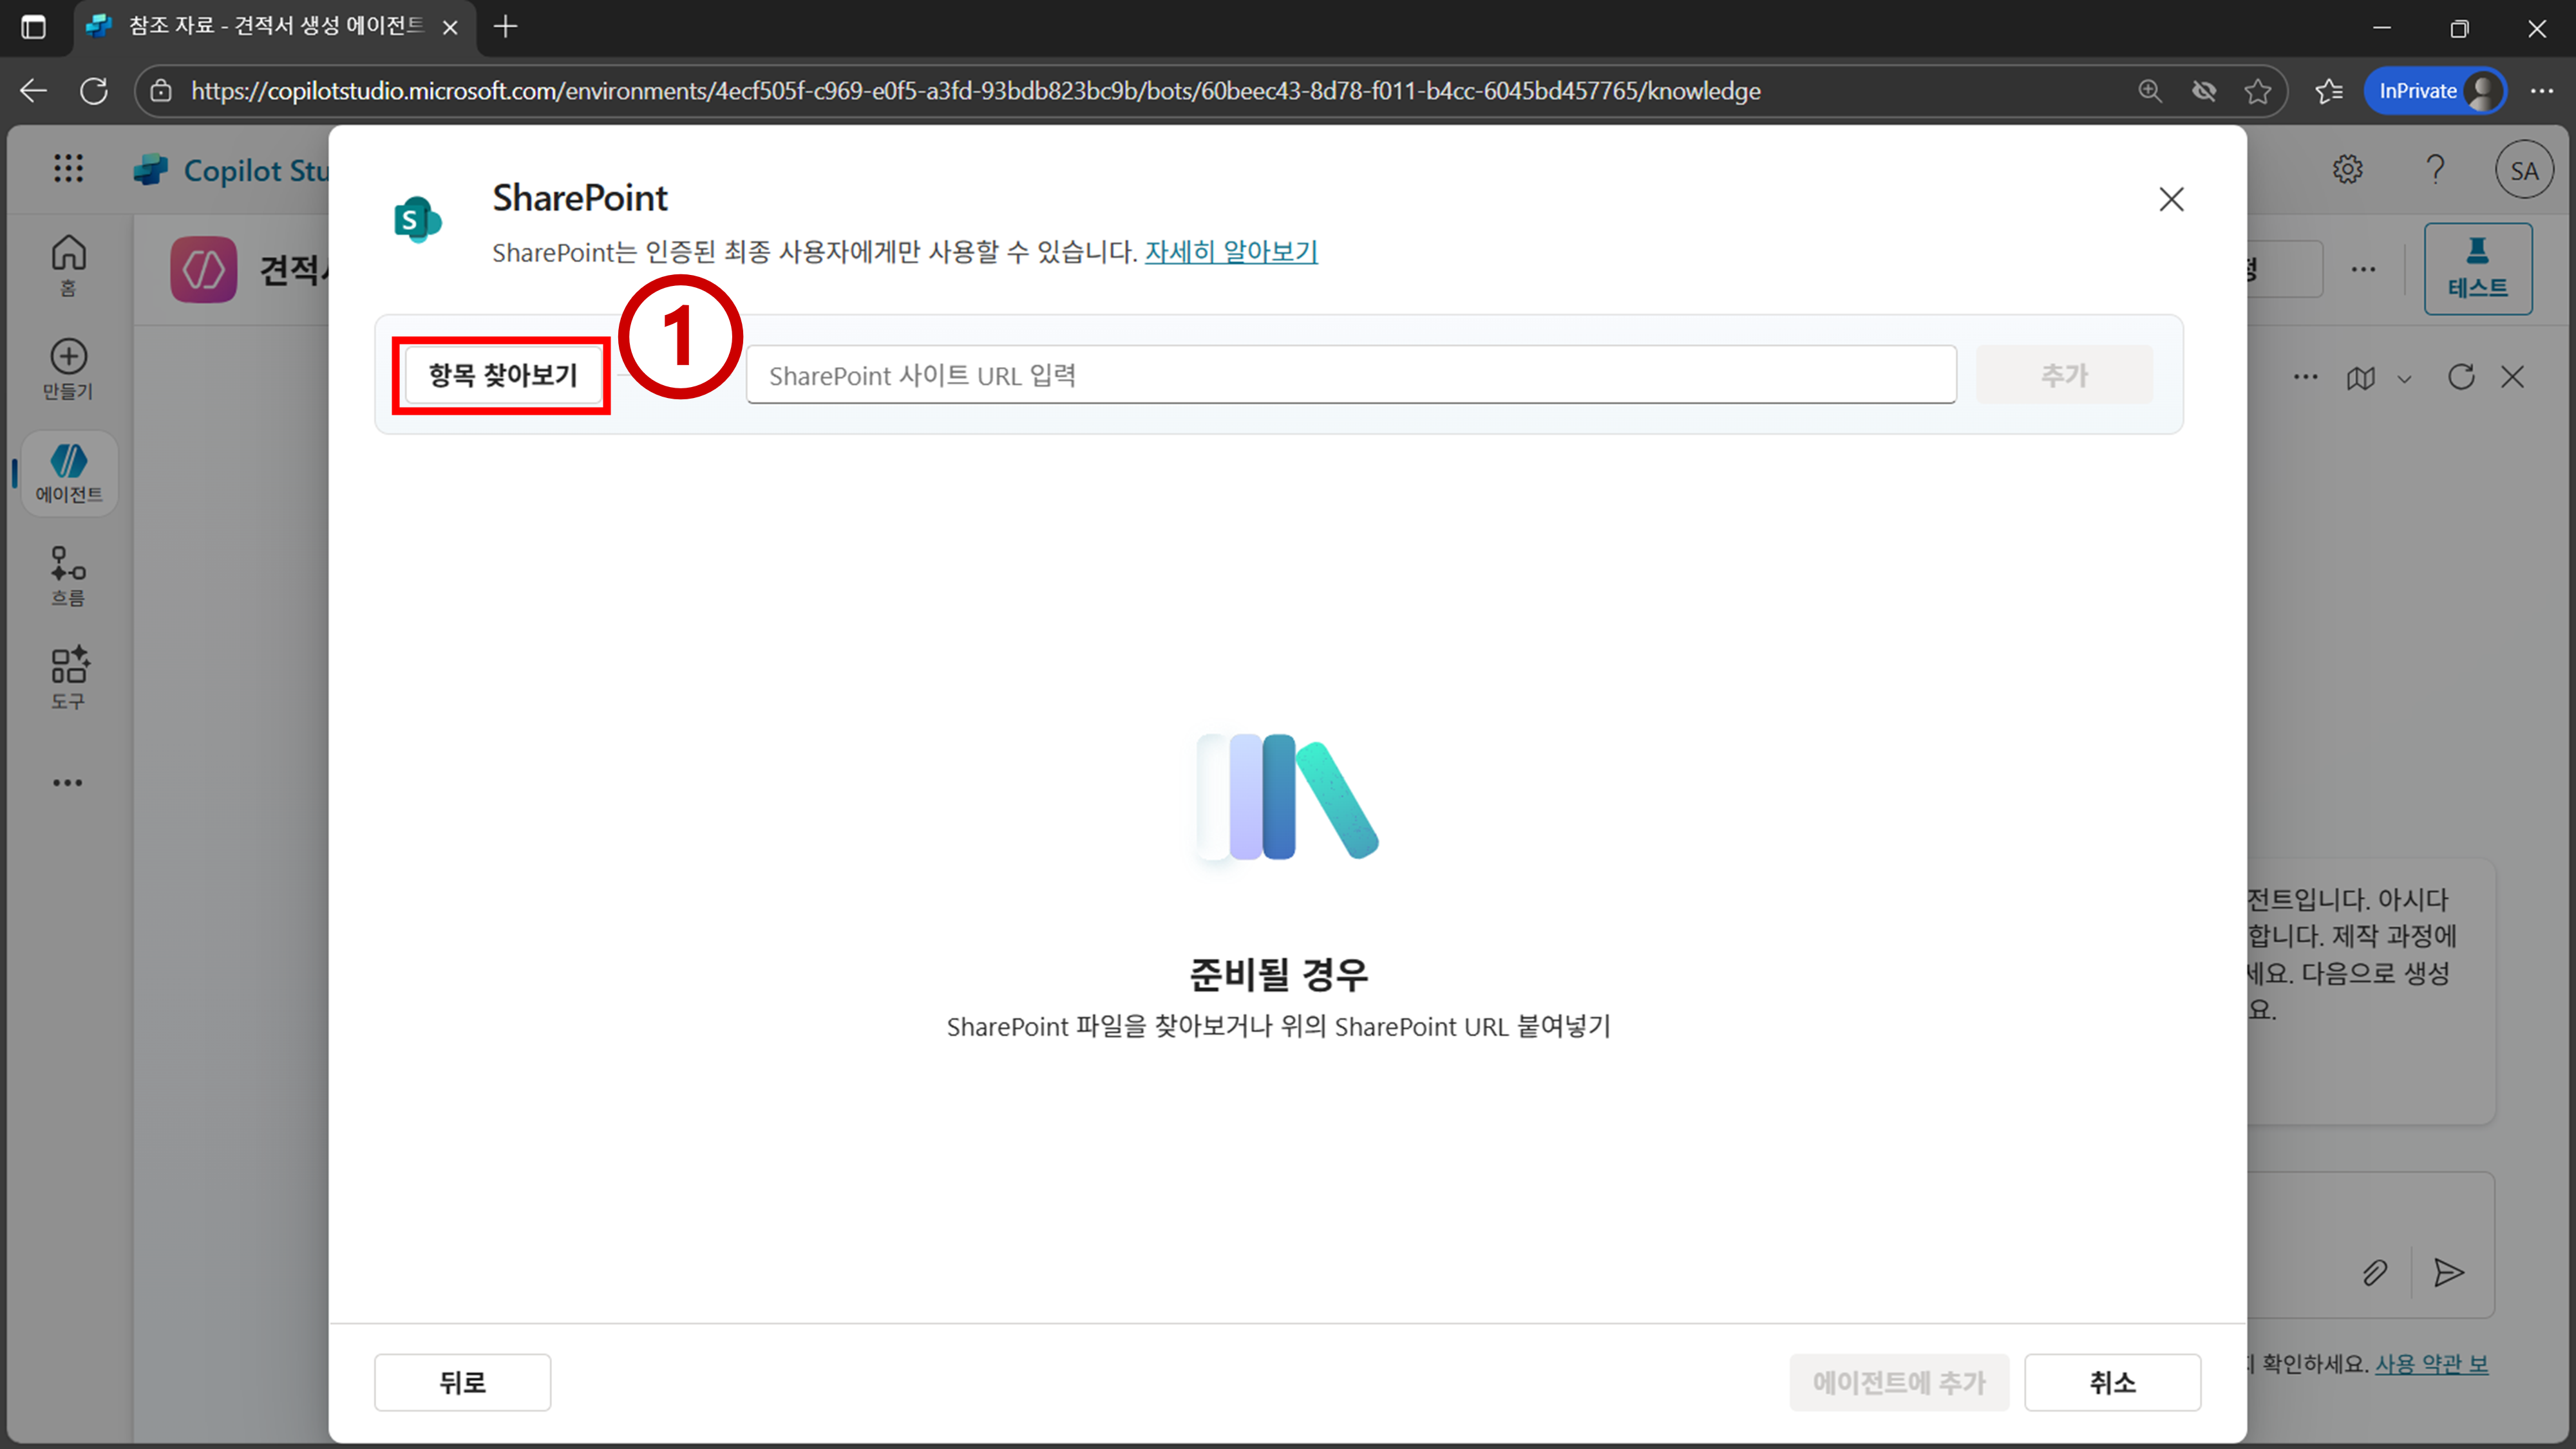 참조 자료 - 견적서 생성 에이전트
https://copilotstudio.microsoft.com/environments/4ecf505f-c969-e0f5-a3fd-93bdb823bc9b/bots/60beec43-8d78-f011-b4cc-6045bd457765/knowledge
InPrivate
Copilot Stu
SA
SharePoint
SharePoint는 인증된 최종 사용자에게만 사용할 수 있습니다. 자세히 알아보기
홈
견적
테스트
1
항목 찾아보기
SharePoint 사이트 URL 입력
추가
만들기
에이전트
흐름
도구
준비될 경우
SharePoint 파일을 찾아보거나 위의 SharePoint URL 붙여넣기
전트입니다. 아시다
합니다. 제작 과정에
세요. 다음으로 생성
요.
확인하세요. 사용 약관 보
뒤로
에이전트에 추가
취소